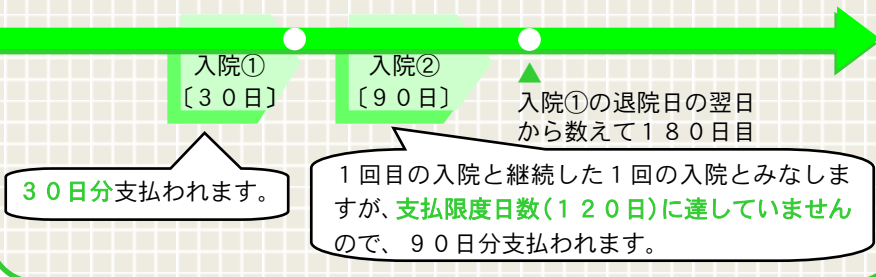 入院①
〔３０日〕
入院②
〔９０日〕
入院①の退院日の翌日
から数えて１８０日目
３０日分支払われます。
１回目の入院と継続した１回の入院とみなしま
すが、支払限度日数（１２０日）に達していません
ので、９０日分支払われます。